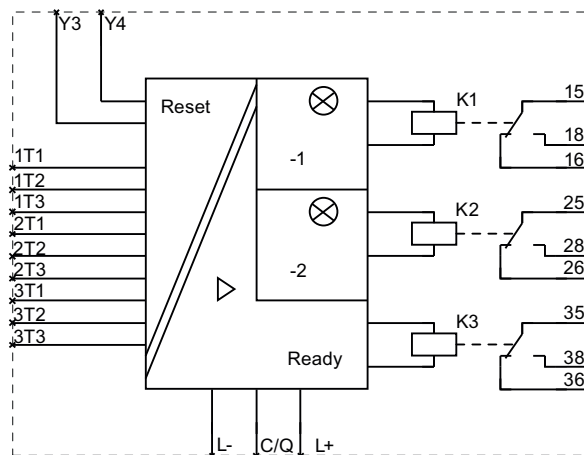 Y3 Y4
Reset
K1
15
18
16
-1
1T1
1T2
1T3
2T1
2T2
2T3
3T1
3T2
3T3
K2
25
28
26
-2
K3
35
38
36
Ready
L- C/Q L+